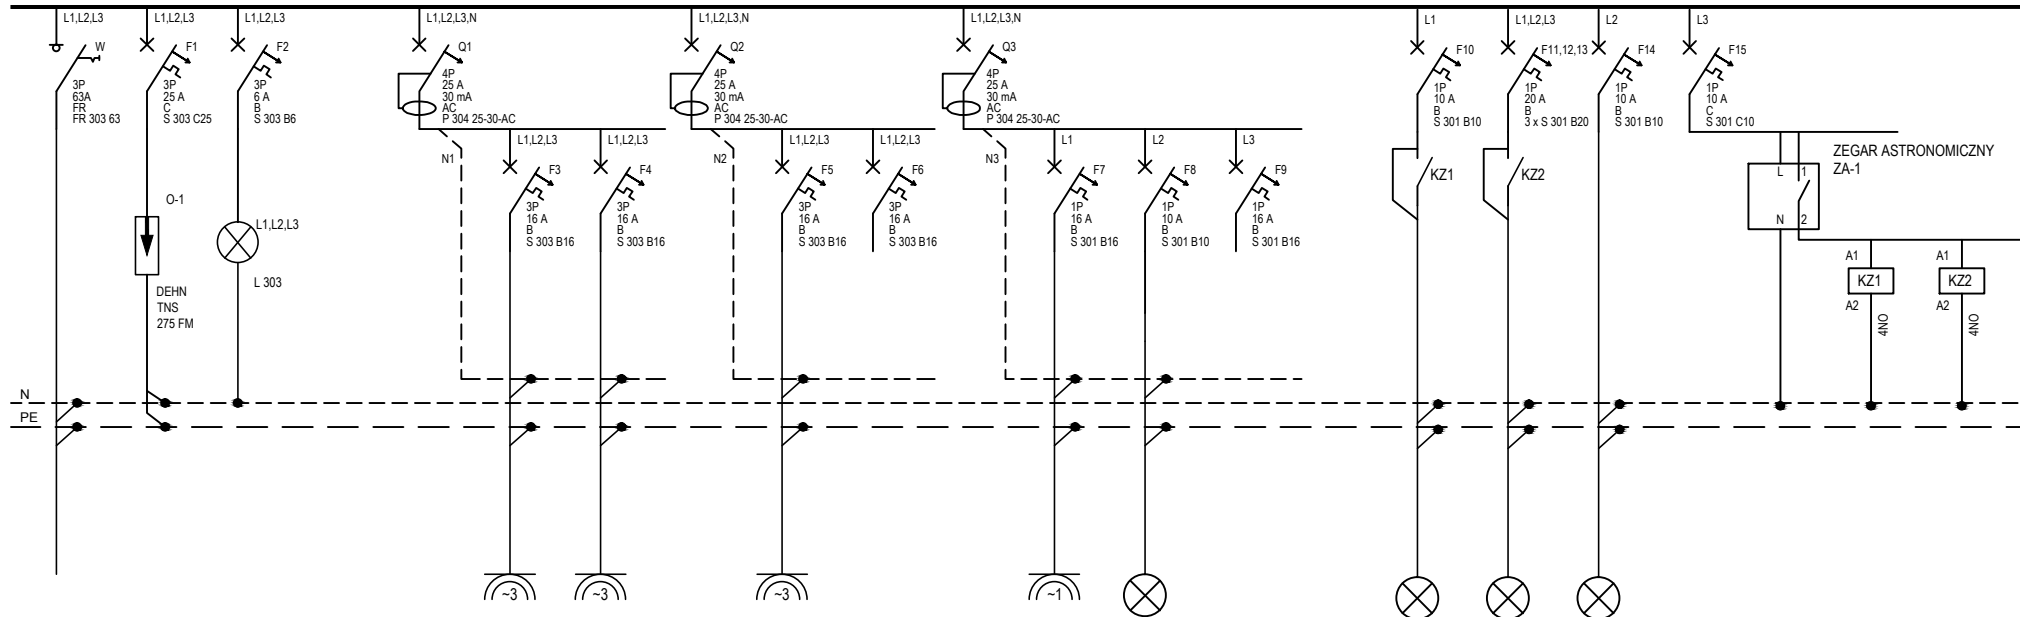 L1,L2,L3
W
3P
63A
FR
FR 303 63
L1,L2,L3
F1
3P
25 A
C
S 303 C25
O-1
DEHN
TNS
275 FM
L1,L2,L3
F2
3P
6 A
B
S 303 B6
L1,L2,L3
L 303
L1,L2,L3,N
Q1
4P
25 A
30 mA
AC
P 304 25-30-AC
N1
L1,L2,L3
F3
3P
16 A
B
S 303 B16
~3
L1,L2,L3
F4
3P
16 A
B
S 303 B16
~3
L1,L2,L3,N
Q2
4P
25 A
30 mA
AC
P 304 25-30-AC
N2
L1,L2,L3
F5
3P
16 A
B
S 303 B16
~3
L1,L2,L3
F6
3P
16 A
B
S 303 B16
L1,L2,L3,N
Q3
4P
25 A
30 mA
AC
P 304 25-30-AC
N3
L1
F7
1P
16 A
B
S 301 B16
~1
L2
F8
1P
10 A
B
S 301 B10
L3
F9
1P
16 A
B
S 301 B16
L1
F10
1P
10 A
B
S 301 B10
KZ1
L1,L2,L3
F11,12,13
1P
20 A
B
3 x S 301 B20
KZ2
L2
F14
1P
10 A
B
S 301 B10
L3
F15
1P
10 A
C
S 301 C10
ZEGAR ASTRONOMICZNY
ZA-1
L 1
N 2
A1
KZ1
A2
4NO
A1
KZ2
A2
4NO
N
PE